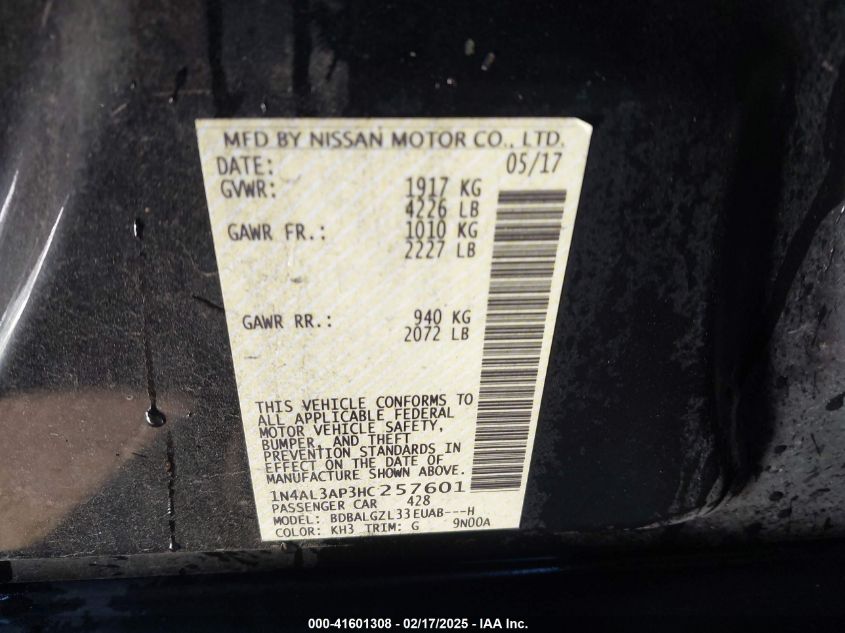 MFD BY NISSAN MOTOR CO., LTD.
DATE: 05/17
GVWR: 1917 KG
4226 LB
GAWR FR.: 1010 KG
2227 LB
GAWR RR.: 940 KG
2072 LB
THIS VEHICLE CONFORMS TO
ALL APPLICABLE FEDERAL
MOTOR VEHICLE SAFETY,
BUMPER, AND THEFT
PREVENTION STANDARDS IN
EFFECT ON THE DATE OF
MANUFACTURE SHOWN ABOVE.
1N4AL3AP3HC257601
PASSENGER CAR 428
MODEL: BDBALGZL33EUAB---H
COLOR: KH3 TRIM: G 9N00A
000-41601308 - 02/17/2025 - IAA Inc.